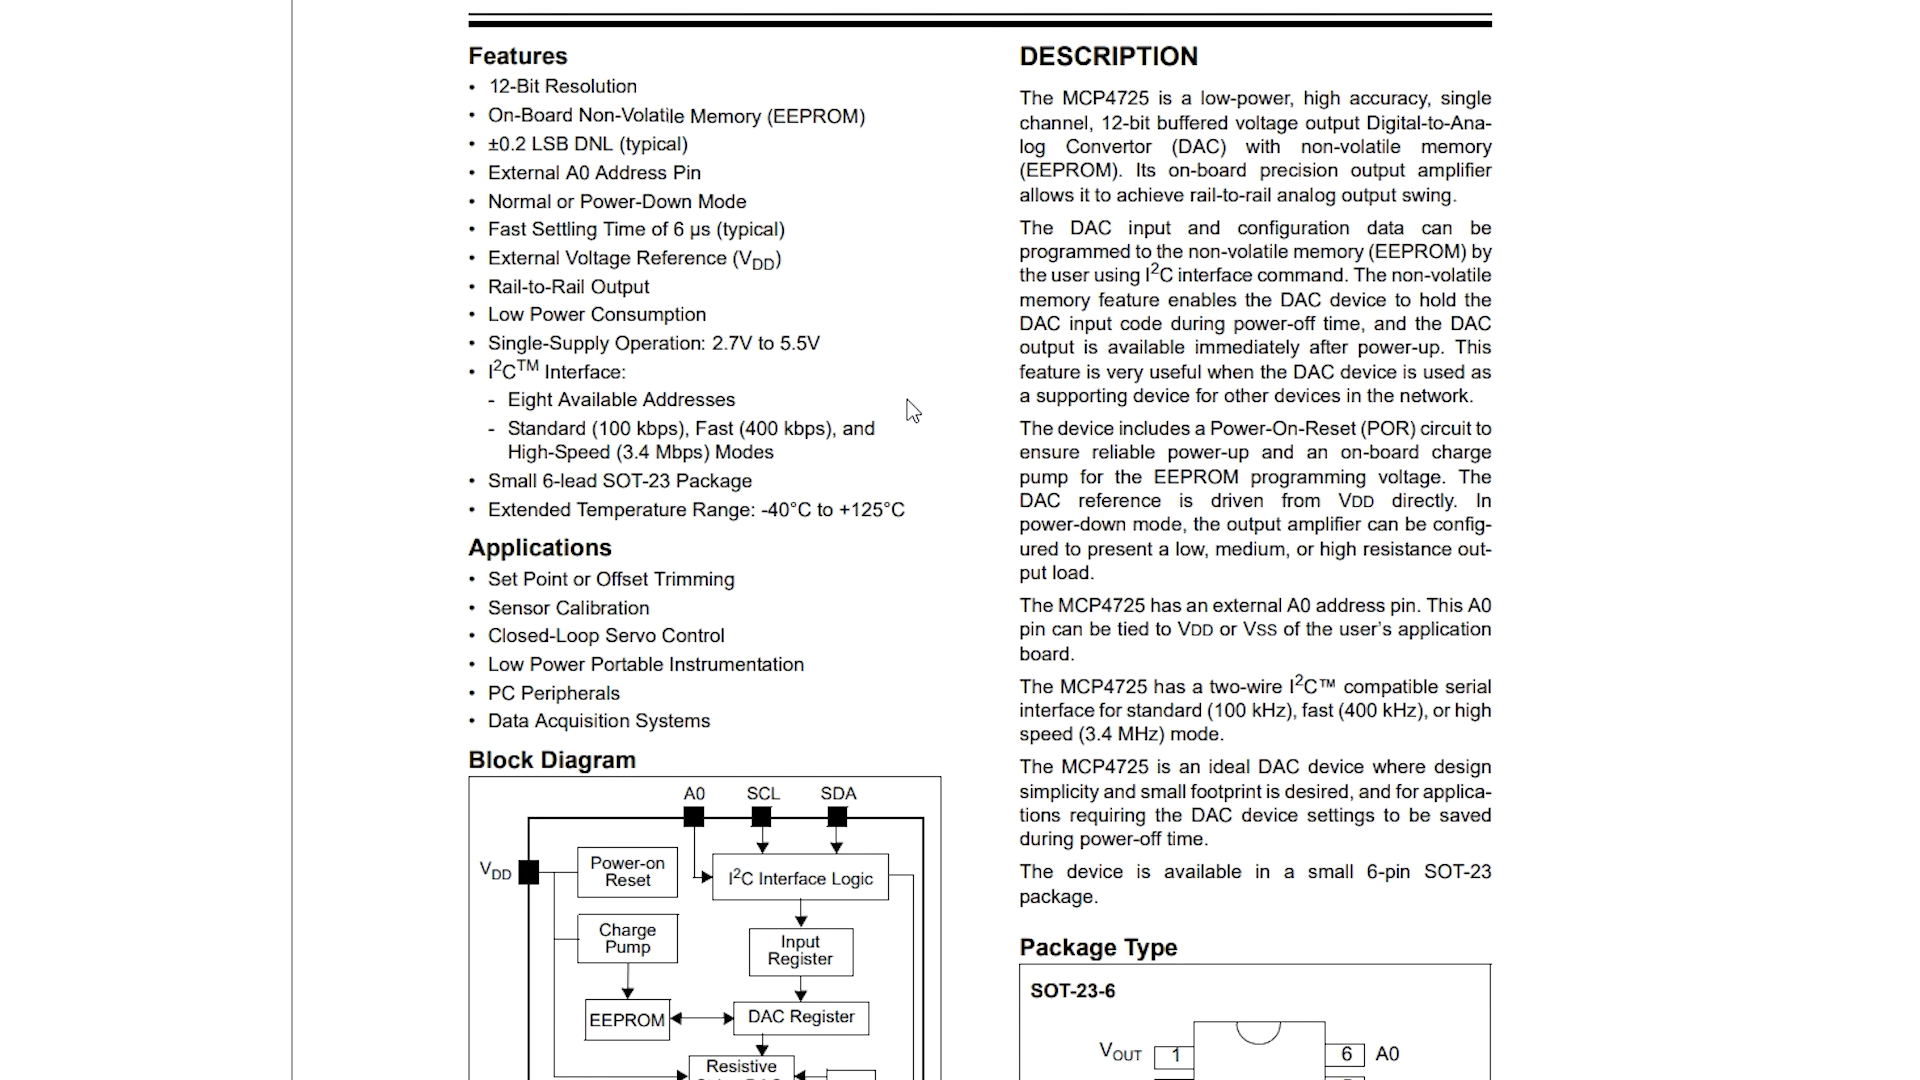 Features
• 12-Bit Resolution
• On-Board Non-Volatile Memory (EEPROM)
• ±0.2 LSB DNL (typical)
• External A0 Address Pin
• Normal or Power-Down Mode
• Fast Settling Time of 6 µs (typical)
• External Voltage Reference (VDD)
• Rail-to-Rail Output
• Low Power Consumption
• Single-Supply Operation: 2.7V to 5.5V
• I2CTM Interface:
- Eight Available Addresses
- Standard (100 kbps), Fast (400 kbps), and
High-Speed (3.4 Mbps) Modes
• Small 6-lead SOT-23 Package
• Extended Temperature Range: -40°C to +125°C
Applications
• Set Point or Offset Trimming
• Sensor Calibration
• Closed-Loop Servo Control
• Low Power Portable Instrumentation
• PC Peripherals
• Data Acquisition Systems
Block Diagram
A0 SCL SDA
VDD
Power-on
Reset
I2C Interface Logic
Charge
Pump
Input
Register
EEPROM
DAC Register
Resistive
DESCRIPTION
The MCP4725 is a low-power, high accuracy, single
channel, 12-bit buffered voltage output Digital-to-Ana-
log Convertor (DAC) with non-volatile memory
(EEPROM). Its on-board precision output amplifier
allows it to achieve rail-to-rail analog output swing.
The DAC input and configuration data can be
programmed to the non-volatile memory (EEPROM) by
the user using I2C interface command. The non-volatile
memory feature enables the DAC device to hold the
DAC input code during power-off time, and the DAC
output is available immediately after power-up. This
feature is very useful when the DAC device is used as
a supporting device for other devices in the network.
The device includes a Power-On-Reset (POR) circuit to
ensure reliable power-up and an on-board charge
pump for the EEPROM programming voltage. The
DAC reference is driven from VDD directly. In
power-down mode, the output amplifier can be config-
ured to present a low, medium, or high resistance out-
put load.
The MCP4725 has an external A0 address pin. This A0
pin can be tied to VDD or VSS of the user's application
board.
The MCP4725 has a two-wire I2C™ compatible serial
interface for standard (100 kHz), fast (400 kHz), or high
speed (3.4 MHz) mode.
The MCP4725 is an ideal DAC device where design
simplicity and small footprint is desired, and for applica-
tions requiring the DAC device settings to be saved
during power-off time.
The device is available in a small 6-pin SOT-23
package.
Package Type
SOT-23-6
VOUT 1 6 A0